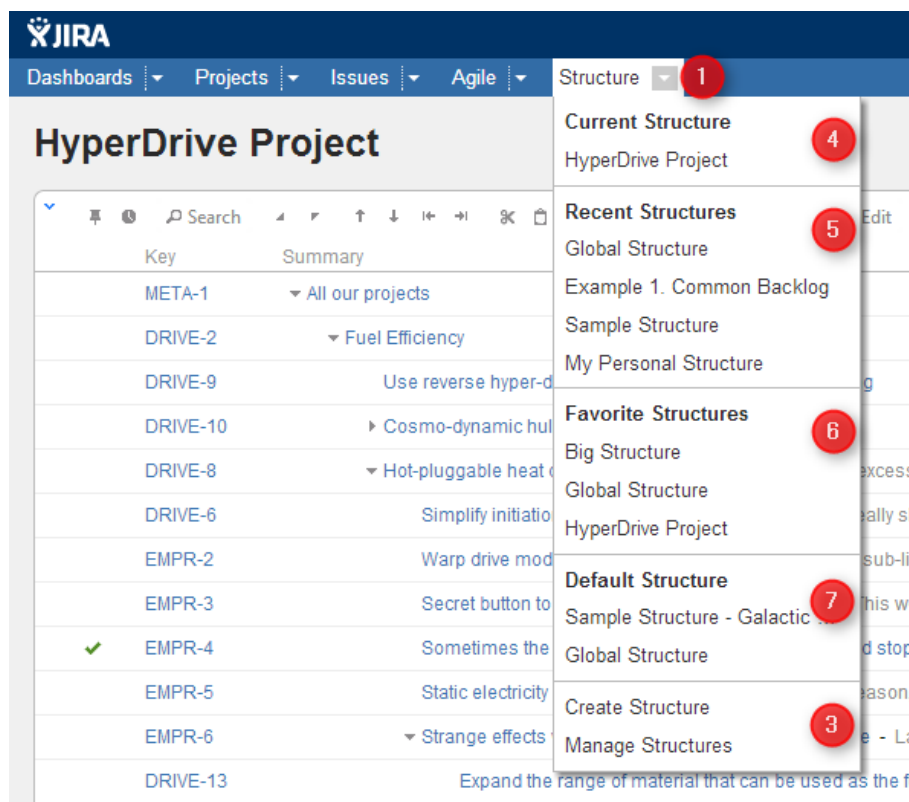 JIRA
Dashboards Projects Issues Agile Structure 1
HyperDrive Project
Current Structure 4
HyperDrive Project
Recent Structures 5
Global Structure
Example 1. Common Backlog
Sample Structure
My Personal Structure
Favorite Structures 6
Big Structure
Global Structure
HyperDrive Project
Default Structure 7
Sample Structure - Galactic ...
Global Structure
Create Structure 3
Manage Structures
Search Edit
Key Summary
META-1 All our projects
DRIVE-2 Fuel Efficiency
DRIVE-9 Use reverse hyper-d
DRIVE-10 Cosmo-dynamic hul
DRIVE-8 Hot-pluggable heat excess
DRIVE-6 Simplify initiatio
EMPR-2 Warp drive mod sub-li
EMPR-3 Secret button to
EMPR-4 Sometimes the d stop
EMPR-5 Static electricity
EMPR-6 Strange effects e - La
DRIVE-13 Expand the range of material that can be used as the f